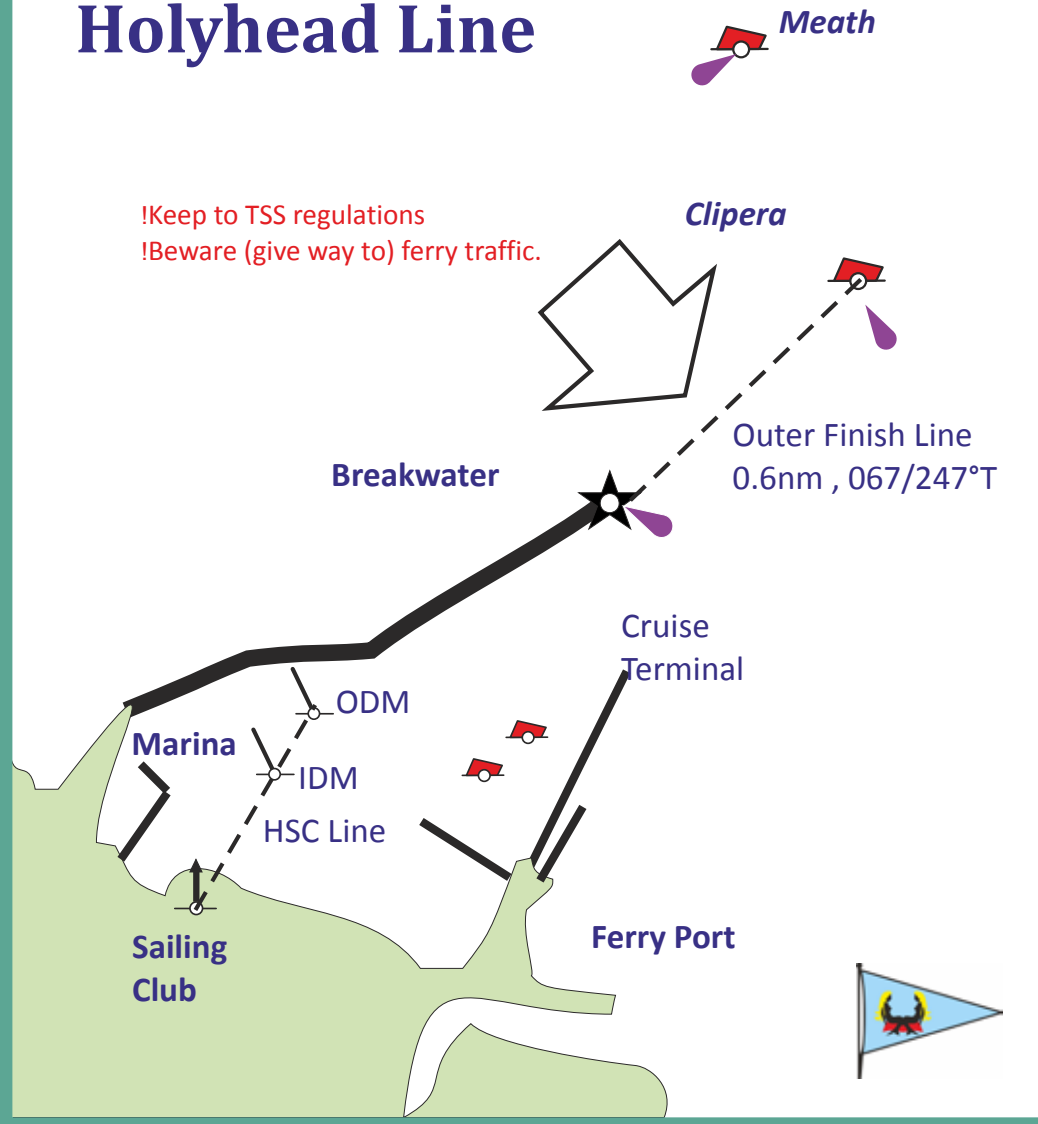 Holyhead Line
Meath
!Keep to TSS regulations
!Beware (give way to) ferry traffic.
Clipera
Outer Finish Line
0.6nm , 067/247°T
Breakwater
Cruise
Terminal
ODM
Marina
IDM
HSC Line
Sailing
Club
Ferry Port